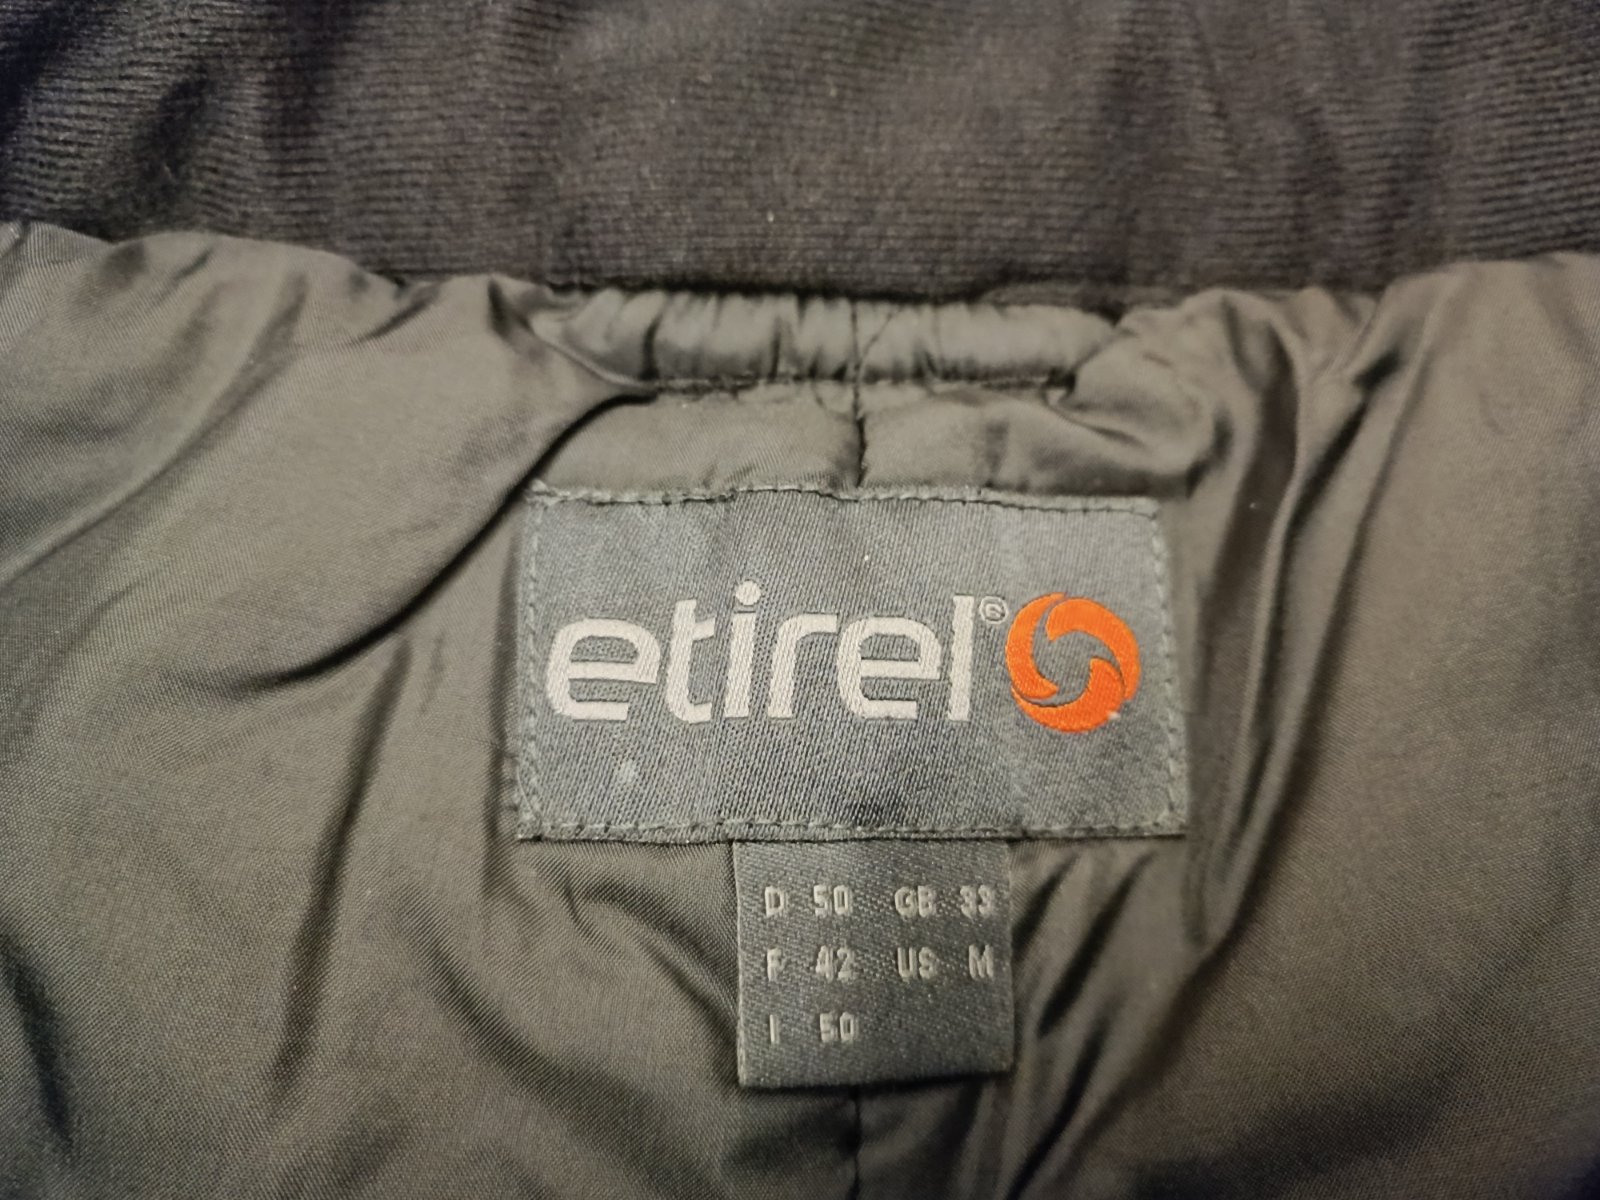 etirel®
D 50 GB 33
F 42 US M
I 50